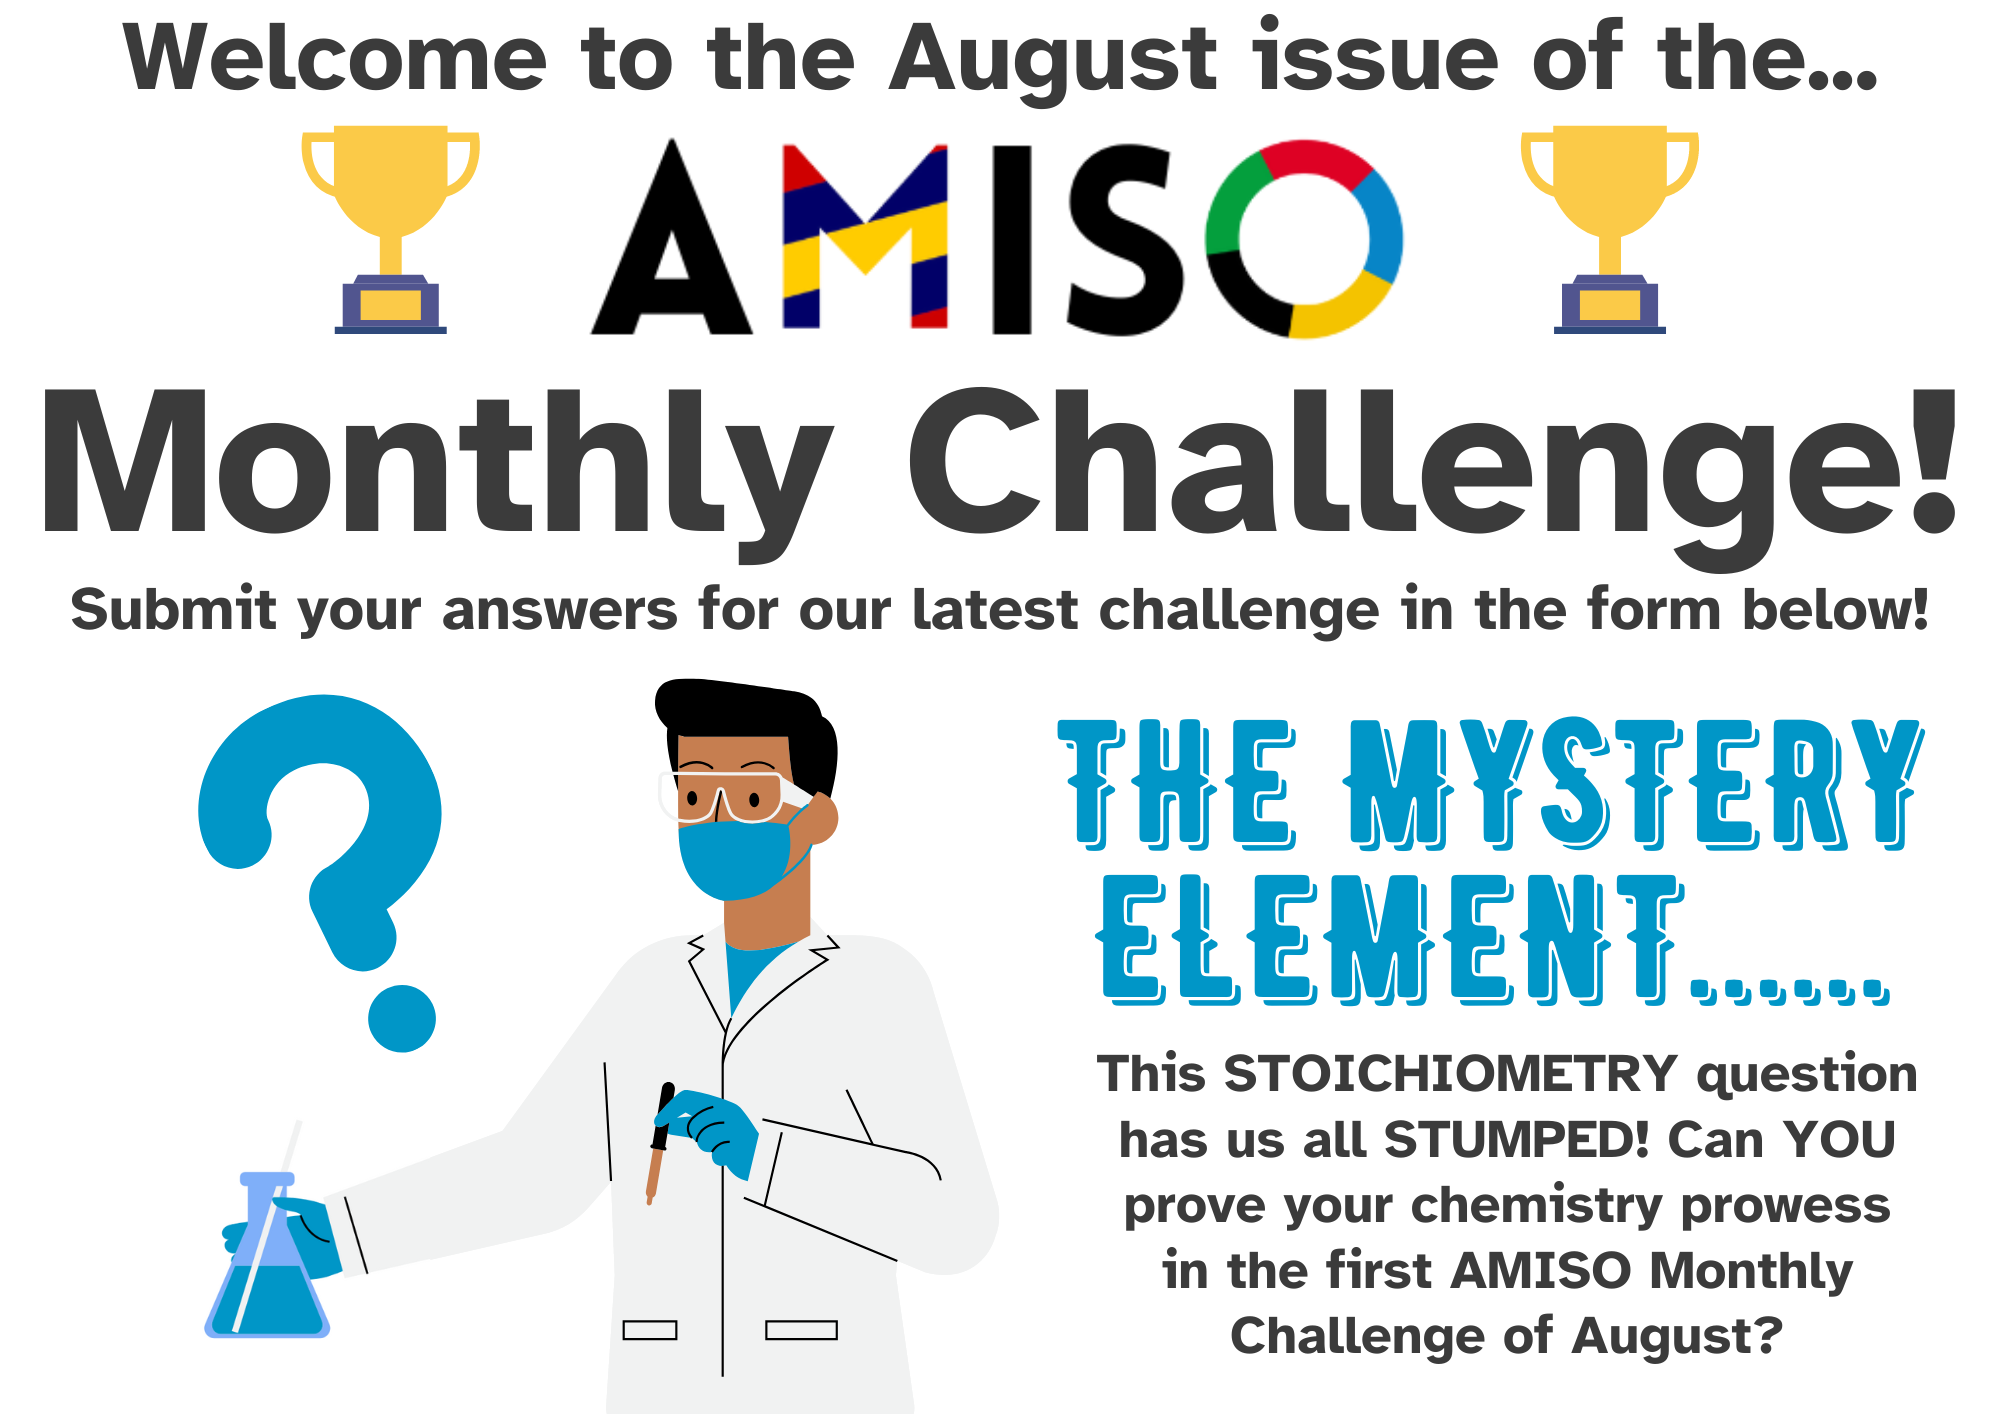 Welcome to the August issue of the...
AMISO
Monthly Challenge!
Submit your answers for our latest challenge in the form below!
THE MYSTERY
ELEMENT......
This STOICHIOMETRY question
has us all STUMPED! Can YOU
prove your chemistry prowess
in the first AMISO Monthly
Challenge of August?